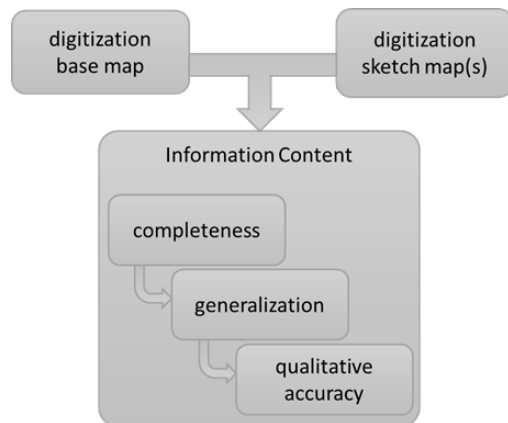 digitization
base map
digitization
sketch map(s)
Information Content
completeness
generalization
qualitative
accuracy